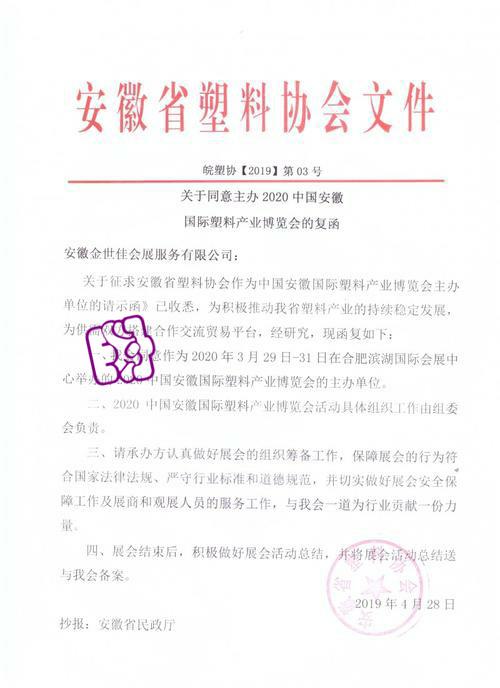 安徽省塑料协会文件
皖塑协【2019】第 03 号
关于同意主办 2020 中国安徽
国际塑料产业博览会的复函
安徽金世佳会展服务有限公司：
关于征求安徽省塑料协会作为中国安徽国际塑料产业博览会主办
单位的请示函》已收悉，为积极推动我省塑料产业的持续稳定发展，
为供 搭建合作交流贸易平台，经研究，现函复如下：
一、 同意作为 2020 年 3 月 29 日-31 日在合肥滨湖国际会展中
心举办的 2020 中国安徽国际塑料产业博览会的主办单位。
二、2020 中国安徽国际塑料产业博览会活动具体组织工作由组委
会负责。
三、请承办方认真做好展会的组织筹备工作，保障展会的行为符
合国家法律法规、严守行业标准和道德规范，并切实做好展会安全保
障工作及展商和观展人员的服务工作，与我会一道为行业贡献一份力
量。
四、展会结束后，积极做好展会活动总结，并将展会活动总结送
与我会备案。
安徽省塑料协会
2019 年 4 月 28 日
抄报：安徽省民政厅